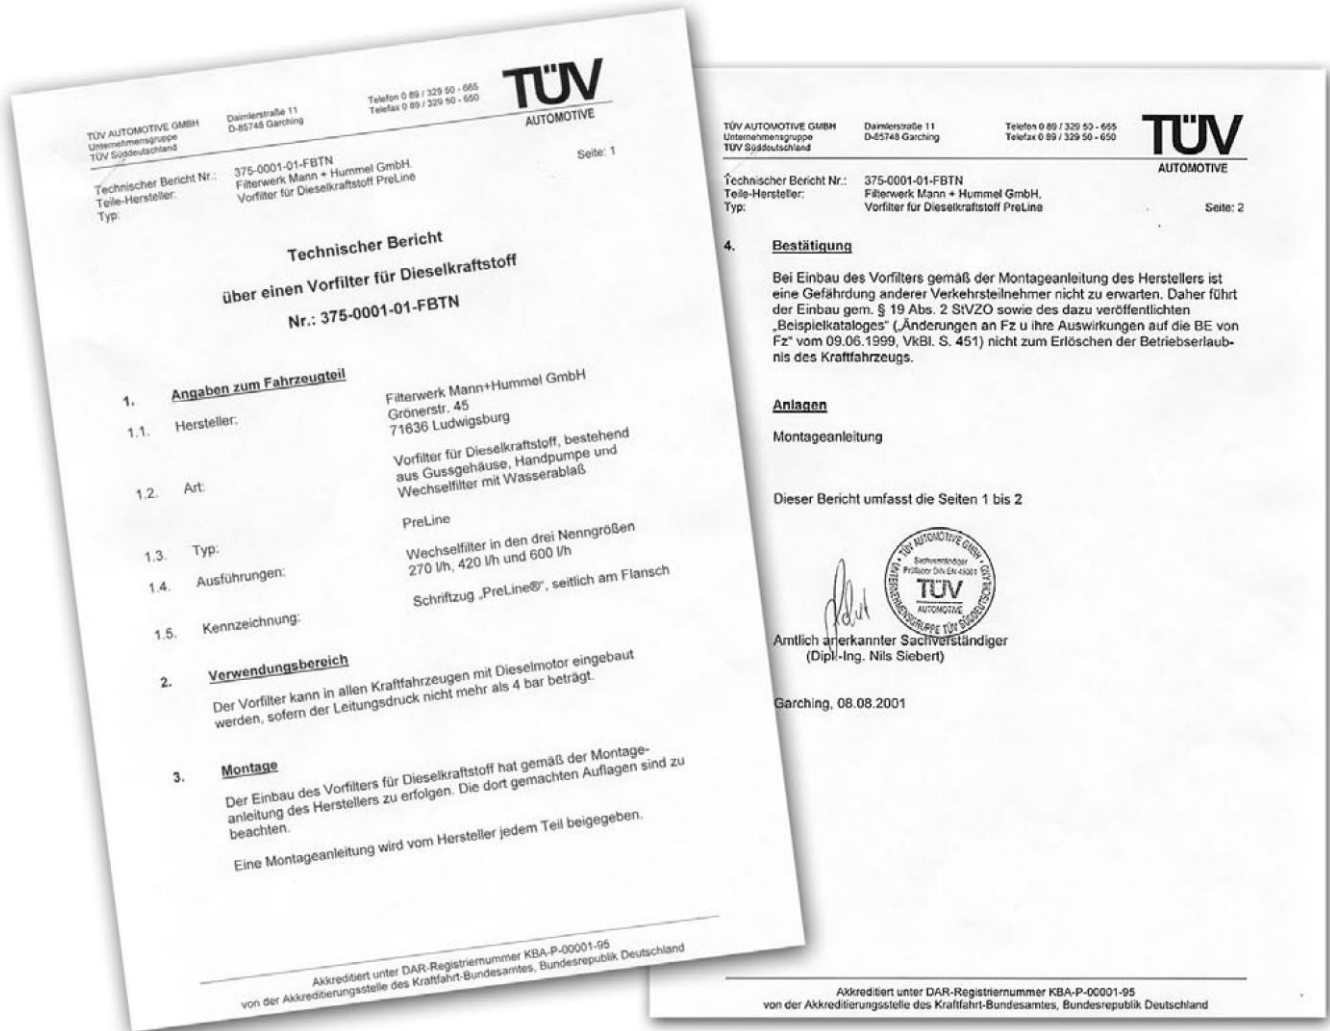 TÜV AUTOMOTIVE GMBH
Unternehmensgruppe
TÜV Süddeutschland
Daimlerstraße 11
D-85748 Garching
Telefon 0 89 / 329 50 - 665
Telefax 0 89 / 329 50 - 650
TÜV
AUTOMOTIVE
Technischer Bericht Nr.: 375-0001-01-FBTN
Teile-Hersteller: Filterwerk Mann + Hummel GmbH.
Typ: Vorfilter für Dieselkraftstoff PreLine
Seite: 1
Technischer Bericht
über einen Vorfilter für Dieselkraftstoff
Nr.: 375-0001-01-FBTN
1. Angaben zum Fahrzeugteil
1.1. Hersteller: Filterwerk Mann+Hummel GmbH
Grönerstr. 45
71636 Ludwigsburg
1.2. Art: Vorfilter für Dieselkraftstoff, bestehend
aus Gussgehäuse, Handpumpe und
Wechselfilter mit Wasserablaß
1.3. Typ: PreLine
1.4. Ausführungen: Wechselfilter in den drei Nenngrößen
270 l/h, 420 l/h und 600 l/h
1.5. Kennzeichnung: Schriftzug „PreLine®“, seitlich am Flansch
2. Verwendungsbereich
Der Vorfilter kann in allen Kraftfahrzeugen mit Dieselmotor eingebaut
werden, sofern der Leitungsdruck nicht mehr als 4 bar beträgt.
3. Montage
Der Einbau des Vorfilters für Dieselkraftstoff hat gemäß der Montage-
anleitung des Herstellers zu erfolgen. Die dort gemachten Auflagen sind zu
beachten.
Eine Montageanleitung wird vom Hersteller jedem Teil beigegeben.
Akkreditiert unter DAR-Registriernummer KBA-P-00001-95
von der Akkreditierungsstelle des Kraftfahrt-Bundesamtes, Bundesrepublik Deutschland
TÜV AUTOMOTIVE GMBH
Unternehmensgruppe
TÜV Süddeutschland
Daimlerstraße 11
D-85748 Garching
Telefon 0 89 / 329 50 - 665
Telefax 0 89 / 329 50 - 650
TÜV
AUTOMOTIVE
Technischer Bericht Nr.: 375-0001-01-FBTN
Teile-Hersteller: Filterwerk Mann + Hummel GmbH.
Typ: Vorfilter für Dieselkraftstoff PreLine
Seite: 2
4. Bestätigung
Bei Einbau des Vorfilters gemäß der Montageanleitung des Herstellers ist
eine Gefährdung anderer Verkehrsteilnehmer nicht zu erwarten. Daher führt
der Einbau gem. § 19 Abs. 2 StVZO sowie des dazu veröffentlichten
„Beispielkataloges“ („Änderungen an Fz u ihre Auswirkungen auf die BE von
Fz“ vom 09.06.1999, VkBl. S. 451) nicht zum Erlöschen der Betriebserlaub-
nis des Kraftfahrzeugs.
Anlagen
Montageanleitung
Dieser Bericht umfasst die Seiten 1 bis 2
TÜV AUTOMOTIVE GMBH
UNTERNEHMENSGRUPPE TÜV SÜDDEUTSCHLAND
Sachverständiger
Prüflabor DIN EN 45001
TÜV
AUTOMOTIVE
Amtlich anerkannter Sachverständiger
(Dipl.-Ing. Nils Siebert)
Garching, 08.08.2001
Akkreditiert unter DAR-Registriernummer KBA-P-00001-95
von der Akkreditierungsstelle des Kraftfahrt-Bundesamtes, Bundesrepublik Deutschland